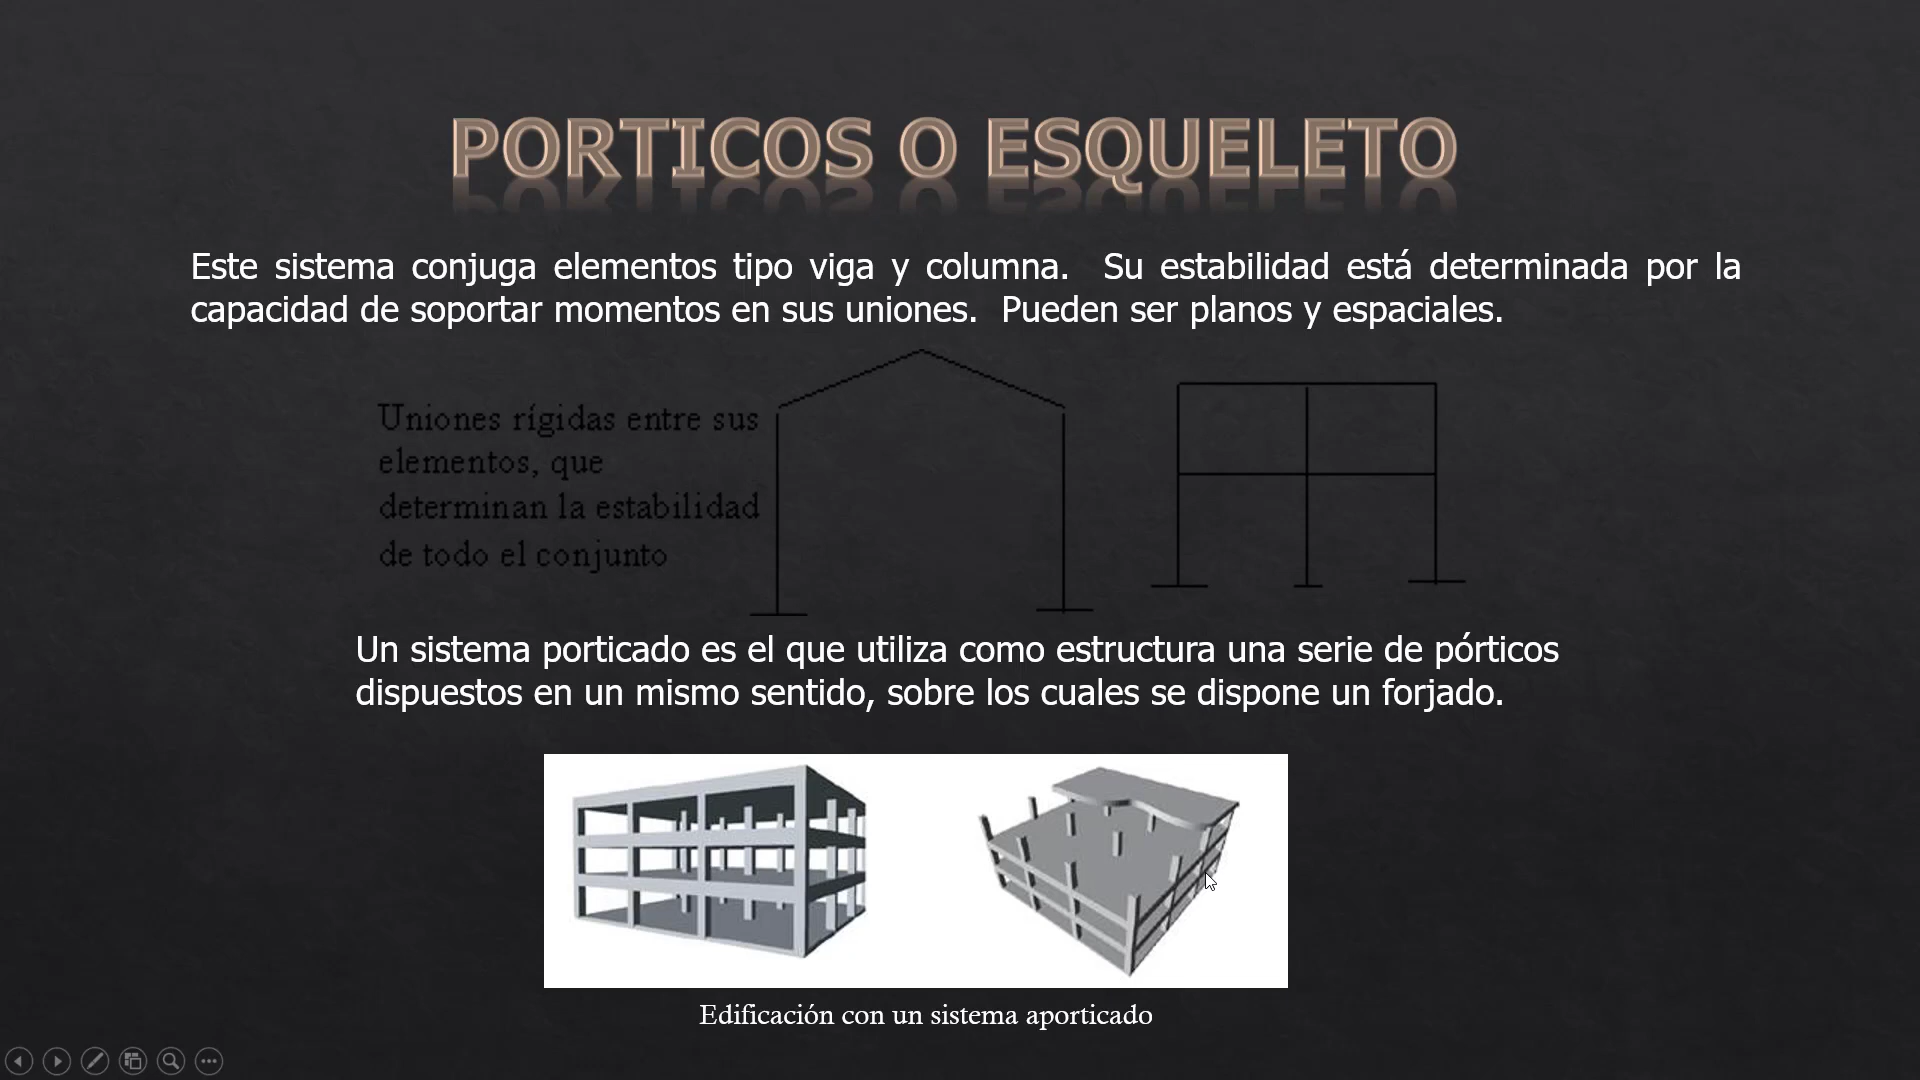 PORTICOS O ESQUELETO
Este sistema conjuga elementos tipo viga y columna. Su estabilidad está determinada por la
capacidad de soportar momentos en sus uniones. Pueden ser planos y espaciales.
Uniones rígidas entre sus
elementos, que
determinan la estabilidad
de todo el conjunto
Un sistema porticado es el que utiliza como estructura una serie de pórticos
dispuestos en un mismo sentido, sobre los cuales se dispone un forjado.
Edificación con un sistema aporticado